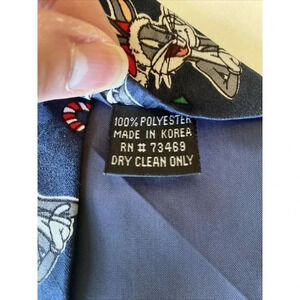 100% POLYESTER
MADE IN KOREA
RN # 73469
DRY CLEAN ONLY